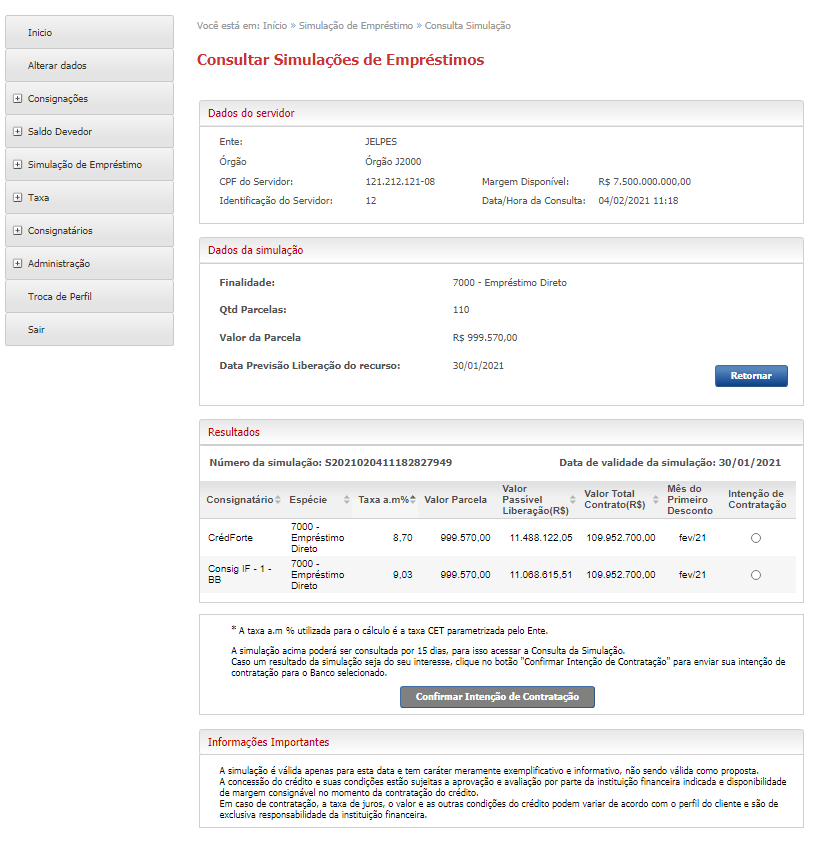 Inicio
Alterar dados
Consignações
Saldo Devedor
Simulação de Empréstimo
Taxa
Consignatários
Administração
Troca de Perfil
Sair
Você está em: Início » Simulação de Empréstimo » Consulta Simulação
Consultar Simulações de Empréstimos
Dados do servidor
Ente: JELPES
Órgão Órgão J2000
CPF do Servidor: 121.212.121-08 Margem Disponível: R$ 7.500.000.000,00
Identificação do Servidor: 12 Data/Hora da Consulta: 04/02/2021 11:18
Dados da simulação
Finalidade: 7000 - Empréstimo Direto
Qtd Parcelas: 110
Valor da Parcela R$ 999.570,00
Data Previsão Liberação do recurso: 30/01/2021
Retornar
Resultados
Número da simulação: S2021020411182827949 Data de validade da simulação: 30/01/2021
Consignatário Espécie Taxa a.m% Valor Parcela Valor Passível Liberação(R$) Valor Total Contrato(R$) Mês do Primeiro Desconto Intenção de Contratação
CrédForte 7000 - Empréstimo Direto 8,70 999.570,00 11.488.122,05 109.952.700,00 fev/21
Consig IF - 1 - BB 7000 - Empréstimo Direto 9,03 999.570,00 11.068.615,51 109.952.700,00 fev/21
* A taxa a.m % utilizada para o cálculo é a taxa CET parametrizada pelo Ente.
A simulação acima poderá ser consultada por 15 dias, para isso acessar a Consulta da Simulação.
Caso um resultado da simulação seja do seu interesse, clique no botão "Confirmar Intenção de Contratação" para enviar sua intenção de
contratação para o Banco selecionado.
Confirmar Intenção de Contratação
Informações Importantes
A simulação é válida apenas para esta data e tem caráter meramente exemplificativo e informativo, não sendo válida como proposta.
A concessão do crédito e suas condições estão sujeitas a aprovação e avaliação por parte da instituição financeira indicada e disponibilidade
de margem consignável no momento da contratação do crédito.
Em caso de contratação, a taxa de juros, o valor e as outras condições do crédito podem variar de acordo com o perfil do cliente e são de
exclusiva responsabilidade da instituição financeira.